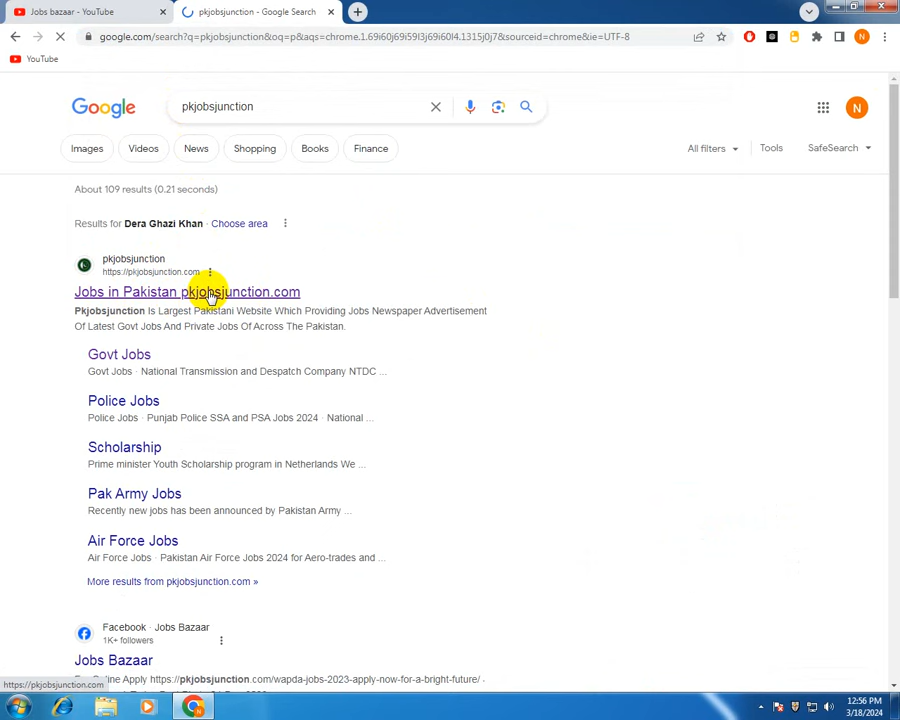 Jobs bazaar - YouTube
pkjobsjunction - Google Search
google.com/search?q=pkjobsjunction&oq=p&aqs=chrome.1.69i60j69i59l3j69i60l4.1315j0j7&sourceid=chrome&ie=UTF-8
N
YouTube
Google
pkjobsjunction
N
Images
Videos
News
Shopping
Books
Finance
All filters
Tools
SafeSearch
About 109 results (0.21 seconds)
Results for Dera Ghazi Khan · Choose area
pkjobsjunction
https://pkjobsjunction.com
Jobs in Pakistan pkjobsjunction.com
Pkjobsjunction Is Largest Pakistani Website Which Providing Jobs Newspaper Advertisement
Of Latest Govt Jobs And Private Jobs Of Across The Pakistan.
Govt Jobs
Govt Jobs · National Transmission and Despatch Company NTDC ...
Police Jobs
Police Jobs · Punjab Police SSA and PSA Jobs 2024 · National ...
Scholarship
Prime minister Youth Scholarship program in Netherlands We ...
Pak Army Jobs
Recently new jobs has been announced by Pakistan Army ...
Air Force Jobs
Air Force Jobs · Pakistan Air Force Jobs 2024 for Aero-trades and ...
More results from pkjobsjunction.com »
Facebook · Jobs Bazaar
1K+ followers
Jobs Bazaar
Online Apply https://pkjobsjunction.com/wapda-jobs-2023-apply-now-for-a-bright-future/
https://pkjobsjunction.com
12:56 PM
3/18/2024